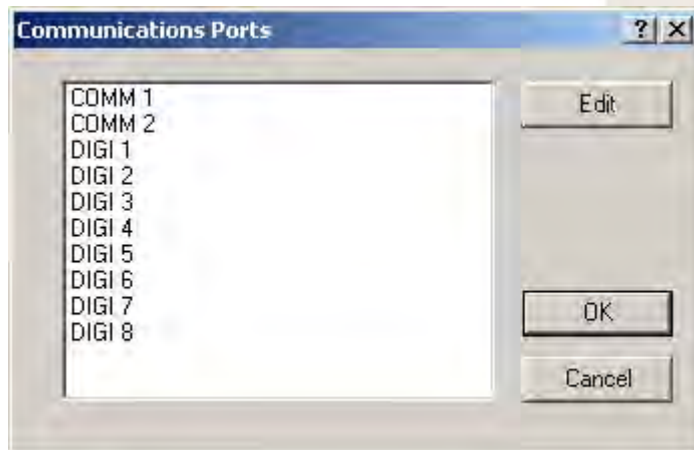 Communications Ports
COMM 1
COMM 2
DIGI 1
DIGI 2
DIGI 3
DIGI 4
DIGI 5
DIGI 6
DIGI 7
DIGI 8
Edit
OK
Cancel